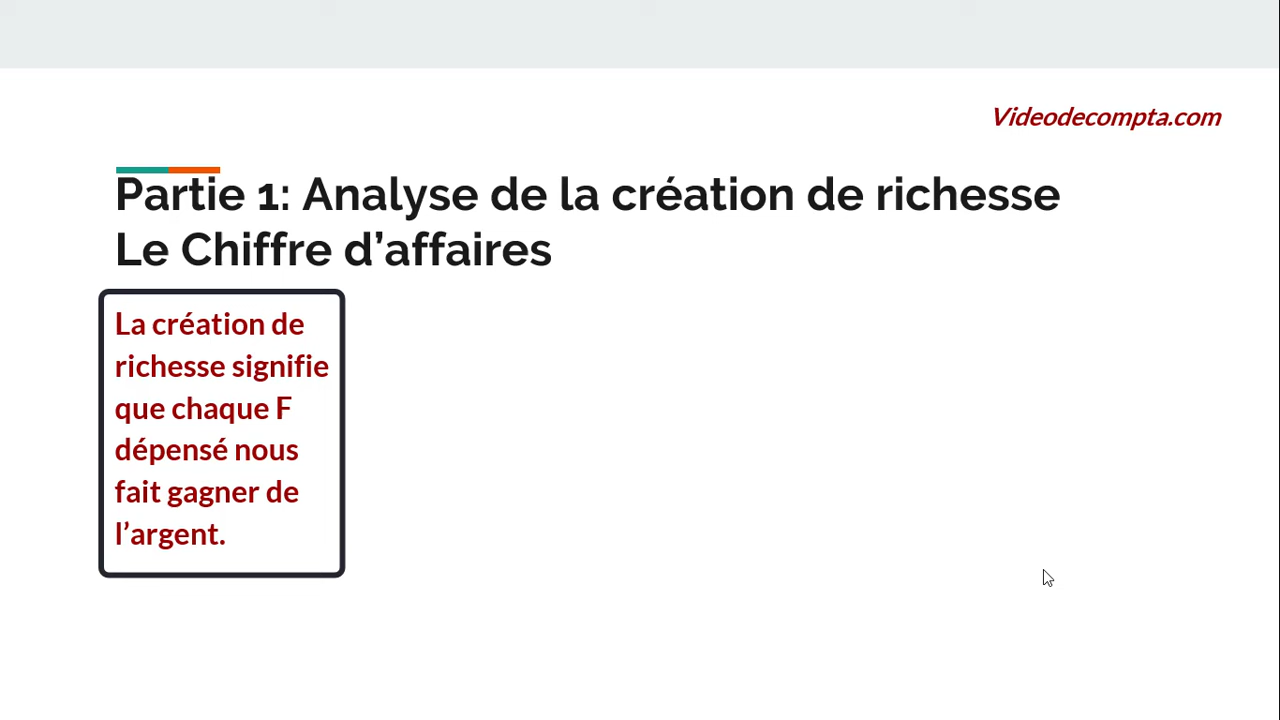 Videodecompta.com
Partie 1: Analyse de la création de richesse
Le Chiffre d’affaires
La création de
richesse signifie
que chaque F
dépensé nous
fait gagner de
l’argent.